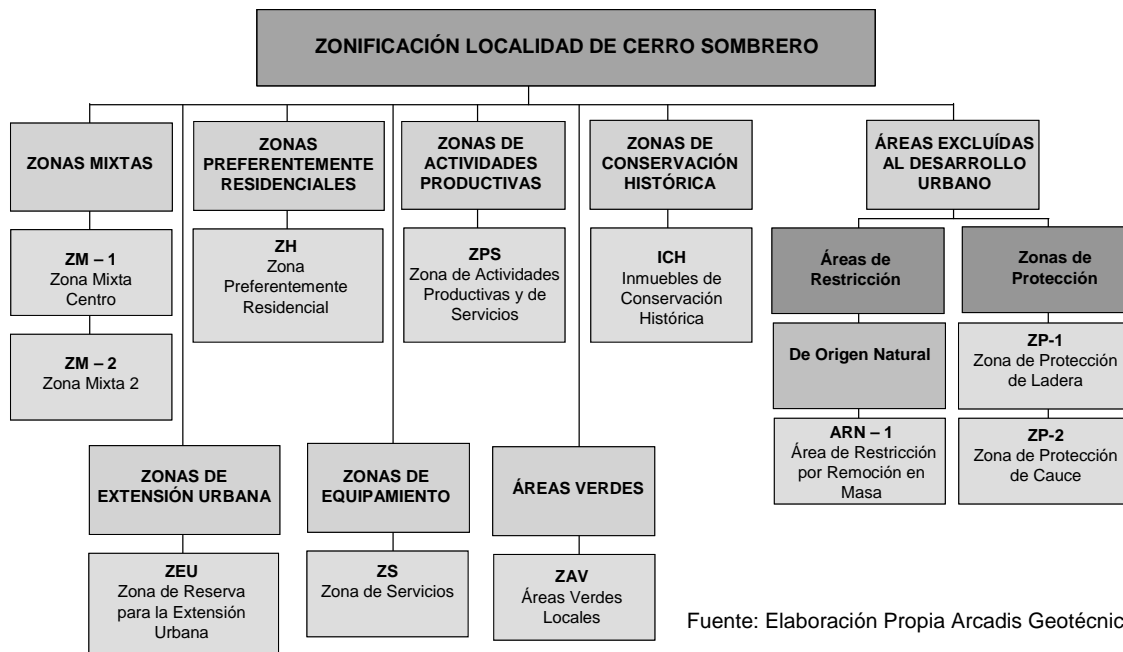 ZONIFICACIÓN LOCALIDAD DE CERRO SOMBRERO
ZONAS MIXTAS
ZM – 1
Zona Mixta
Centro
ZM – 2
Zona Mixta 2
ZONAS
PREFERENTEMENTE
RESIDENCIALES
ZH
Zona
Preferentemente
Residencial
ZONAS DE
ACTIVIDADES
PRODUCTIVAS
ZPS
Zona de Actividades
Productivas y de
Servicios
ZONAS DE
CONSERVACIÓN
HISTÓRICA
ICH
Inmuebles de
Conservación
Histórica
ÁREAS EXCLUÍDAS
AL DESARROLLO
URBANO
Áreas de
Restricción
De Origen Natural
ARN – 1
Área de Restricción
por Remoción en
Masa
Zonas de
Protección
ZP-1
Zona de Protección
de Ladera
ZP-2
Zona de Protección
de Cauce
ZONAS DE
EXTENSIÓN URBANA
ZEU
Zona de Reserva
para la Extensión
Urbana
ZONAS DE
EQUIPAMIENTO
ZS
Zona de Servicios
ÁREAS VERDES
ZAV
Áreas Verdes
Locales
Fuente: Elaboración Propia Arcadis Geotécnic